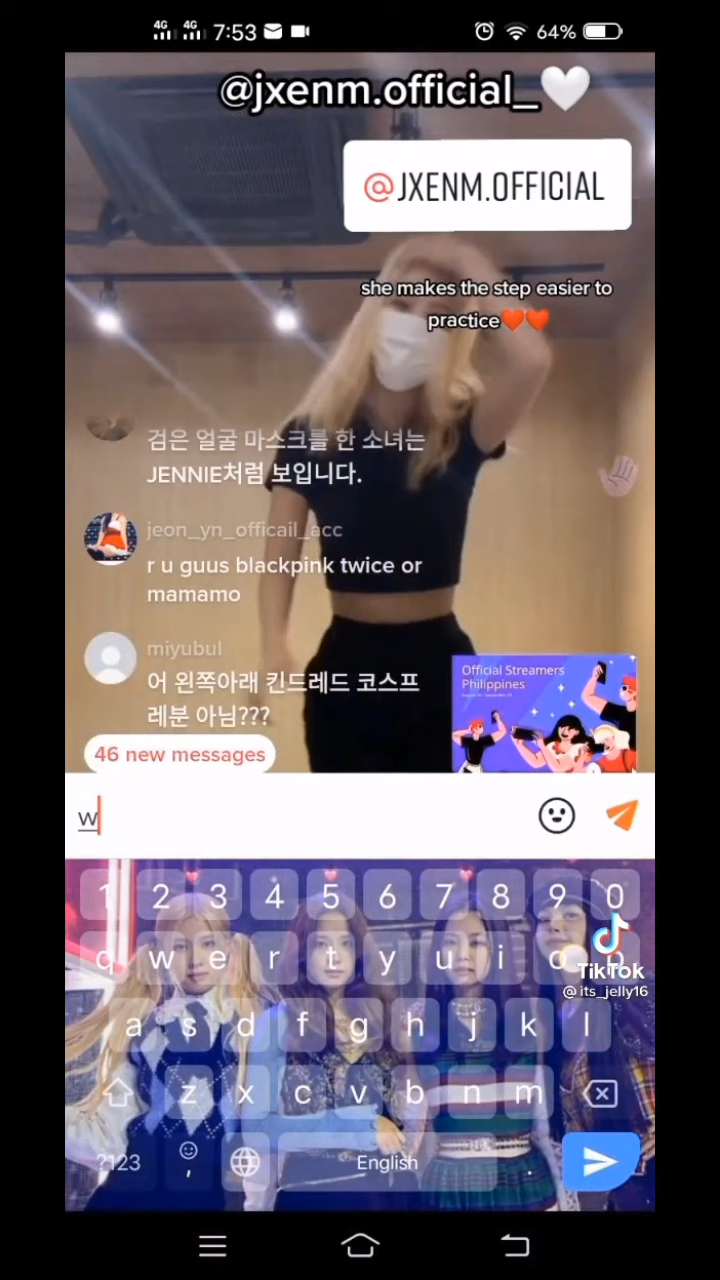 4G 4G 7:53 64%
@jxenm.official_🤍
@JXENM.OFFICIAL
she makes the step easier to
practice❤️❤️
검은 얼굴 마스크를 한 소녀는
JENNIE처럼 보입니다.
jeon_yn_officail_acc
r u guus blackpink twice or
mamamo
miyubul
어 왼쪽아래 킨드레드 코스프
레분 아님???
Official Streamers
Philippines
46 new messages
w
1 2 3 4 5 6 7 8 9 0
q w e r t y u i o p
TikTok
@its_jelly16
a s d f g h j k l
z x c v b n m
?123 , English .